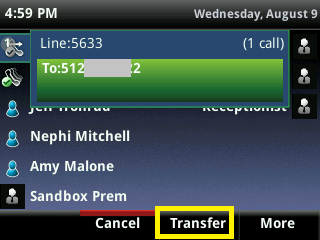 4:59 PM Wednesday, August 9
Line:5633 (1 call)
To:512 :2
Receptionist
Nephi Mitchell
Amy Malone
Sandbox Prem
Cancel Transfer More